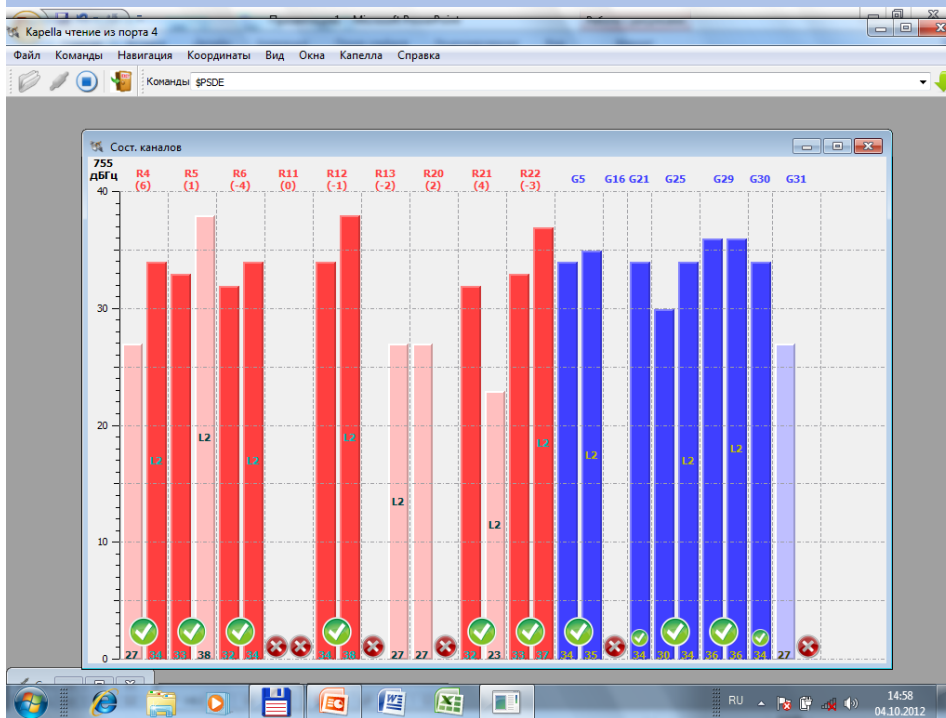 Kapella чтение из порта 4
Файл Команды Навигация Координаты Вид Окна Капелла Справка
Команды $PSDE
Сост. каналов
755
дБГц
R4 R5 R6 R11 R12 R13 R20 R21 R22 G5 G16 G21 G25 G29 G30 G31
(6) (1) (-4) (0) (-1) (-2) (2) (4) (-3)
40
30
20
10
0
L2 L2 L2 L2 L2 L2 L2 L2 L2 L2
27 34 33 38 32 34 34 38 27 27 32 23 33 37 34 35 34 30 34 36 36 34 27
RU
14:58
04.10.2012